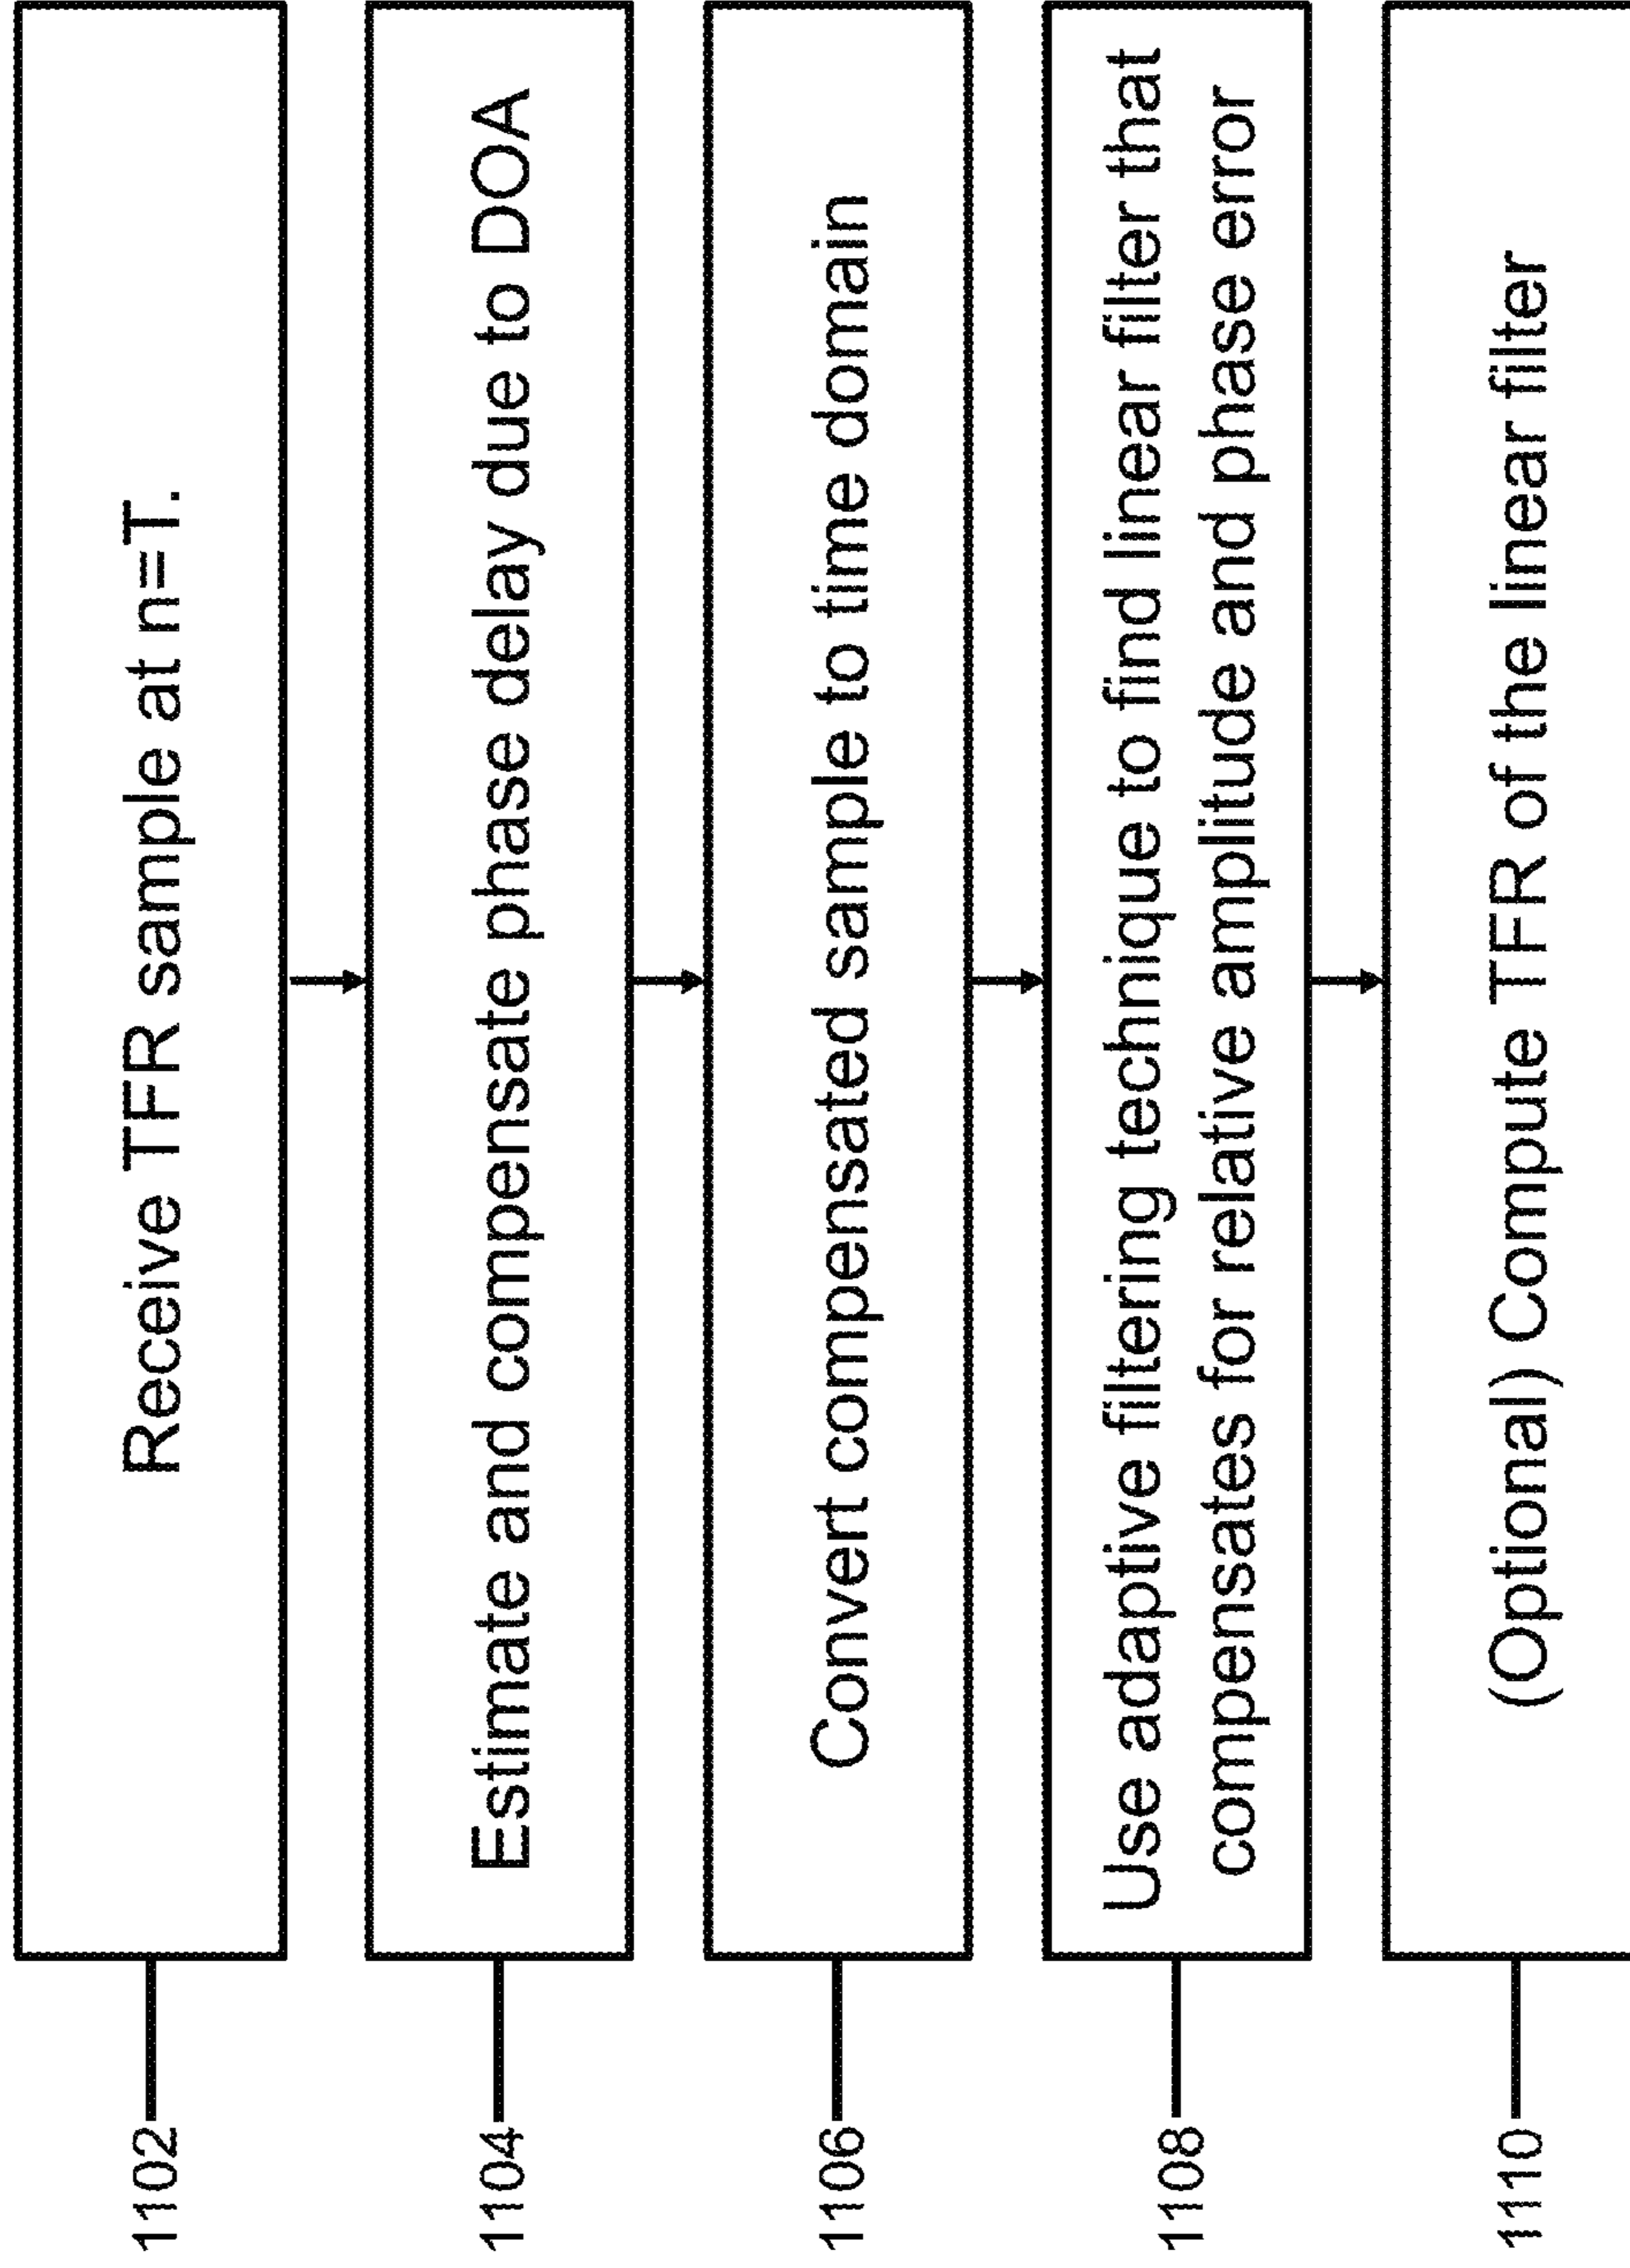 1102
Receive TFR sample at n=T.
1104
Estimate and compensate phase delay due to DOA
1106
Convert compensated sample to time domain
1108
Use adaptive filtering technique to find linear filter that
compensates for relative amplitude and phase error
1110
(Optional) Compute TFR of the linear filter